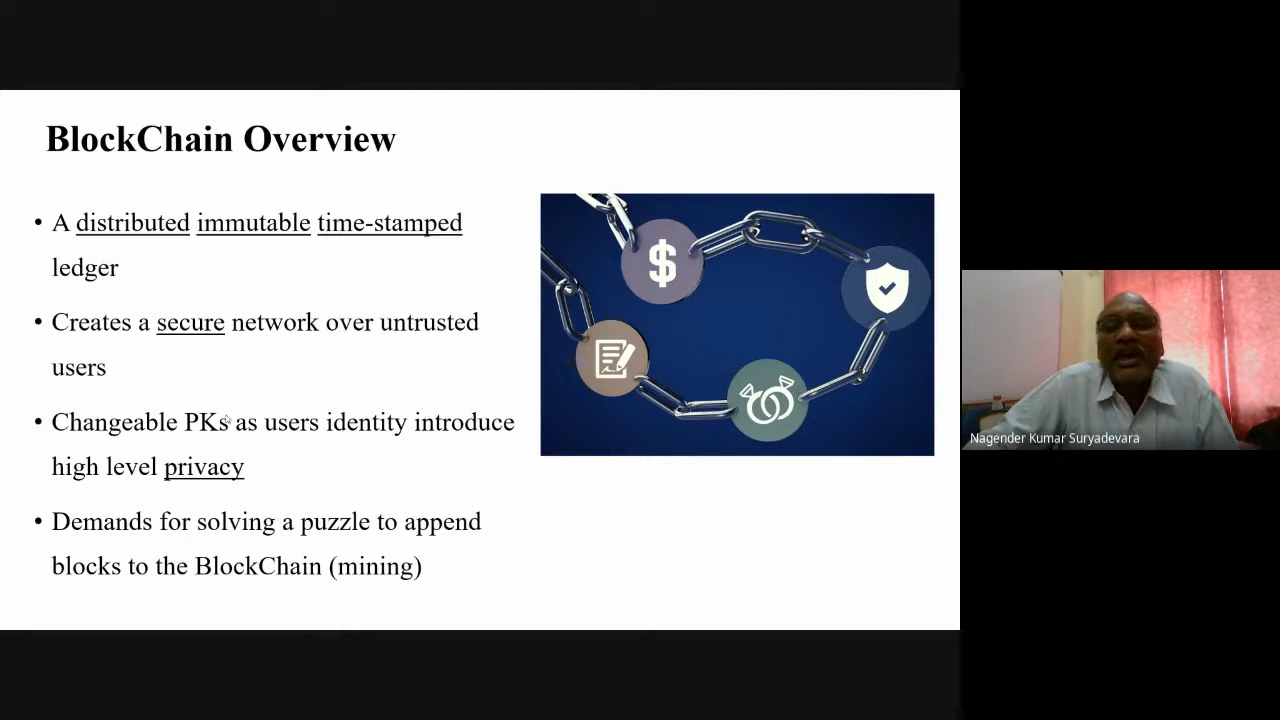 BlockChain Overview
• A distributed immutable time-stamped
ledger
• Creates a secure network over untrusted
users
• Changeable PKs as users identity introduce
high level privacy
• Demands for solving a puzzle to append
blocks to the BlockChain (mining)
$
Nagender Kumar Suryadevara